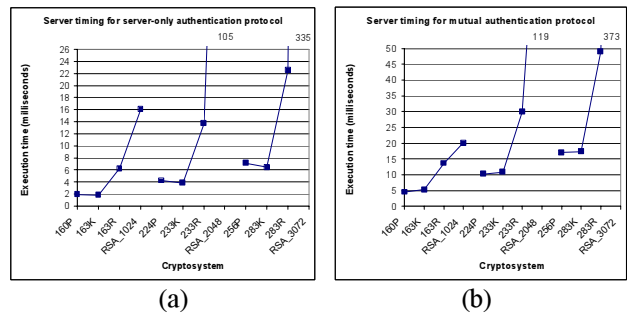 Server timing for server-only authentication protocol
105
335
26
24
22
20
18
16
14
12
10
8
6
4
2
0
Execution time (milliseconds)
160P
163K
163R
RSA_1024
224P
233K
233R
RSA_2048
256P
283K
283R
RSA_3072
Cryptosystem
(a)
Server timing for mutual authentication protocol
119
373
50
45
40
35
30
25
20
15
10
5
0
Execution time (milliseconds)
160P
163K
163R
RSA_1024
224P
233K
233R
RSA_2048
256P
283K
283R
RSA_3072
Cryptosystem
(b)